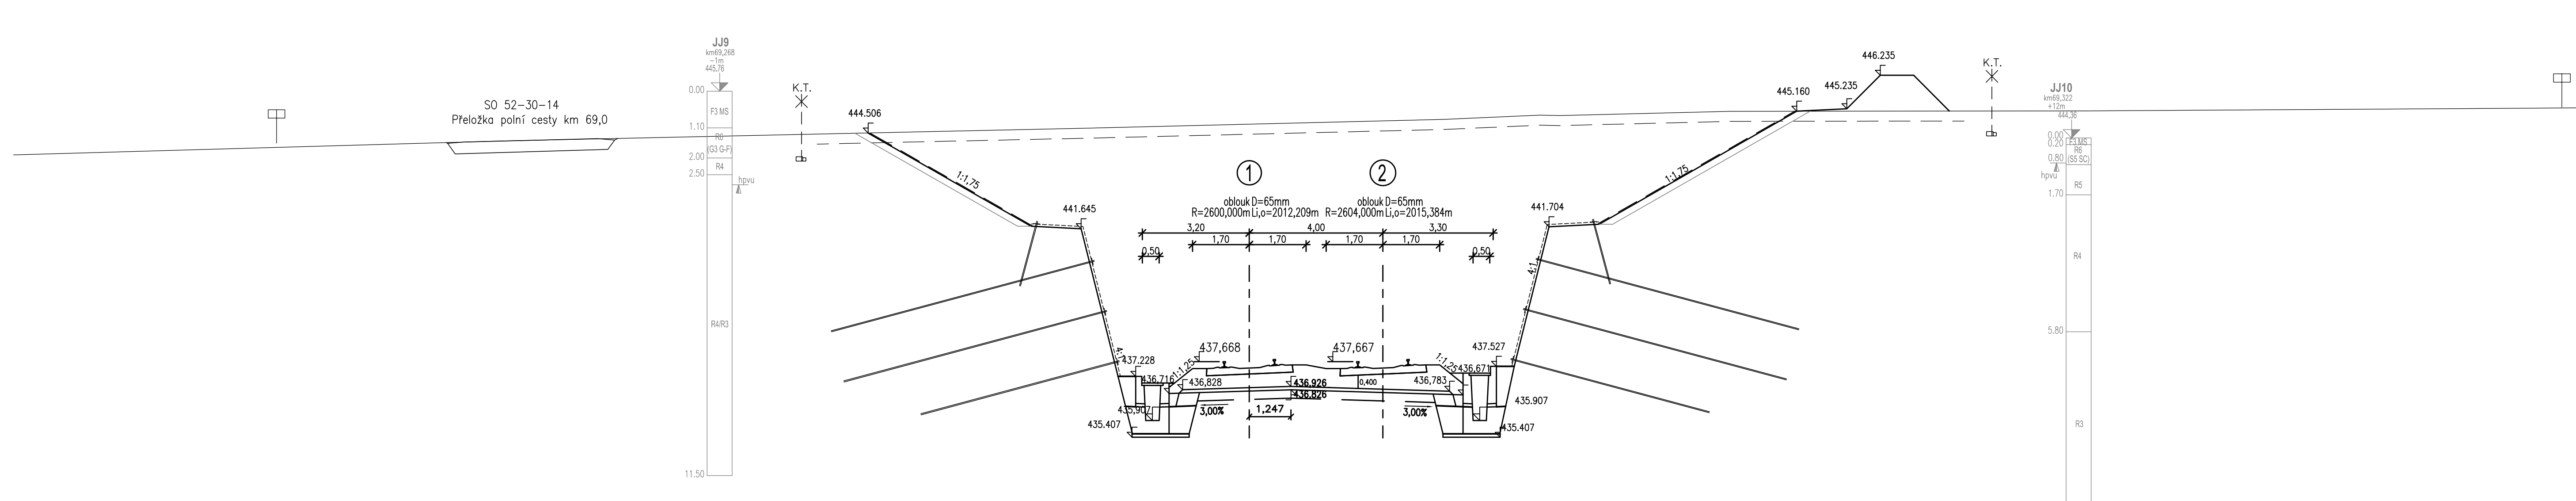 JJ9
km69,268
-1m
445,76
0.00
F3 MS
1.10
R6
(G3 G-F)
2.00
R4
2.50
hpvu
R4/R3
11.50
SO 52-30-14
Přeložka polní cesty km 69,0
K.T.
444.506
1:1,75
441.645
4:1
1
2
oblouk D=65mm
R=2600,000m Li,o=2012,209m
oblouk D=65mm
R=2604,000m Li,o=2015,384m
3,20
4,00
3,30
1,70
1,70
1,70
1,70
0,50
0,50
437,668
437,667
437.228
436,716
1:1,25
436,828
436.926
436.826
0,400
436,783
1:1,25
436,671
437.527
435,907
435.907
435.407
435.407
3,00%
1,247
3,00%
4:1
441.704
1:1,75
445.160
445.235
446.235
K.T.
JJ10
km69,322
+12m
444,36
0.00
0.20
F3 MS
R6
0.80
(S5 SC)
hpvu
R5
1.70
R4
5.80
R3